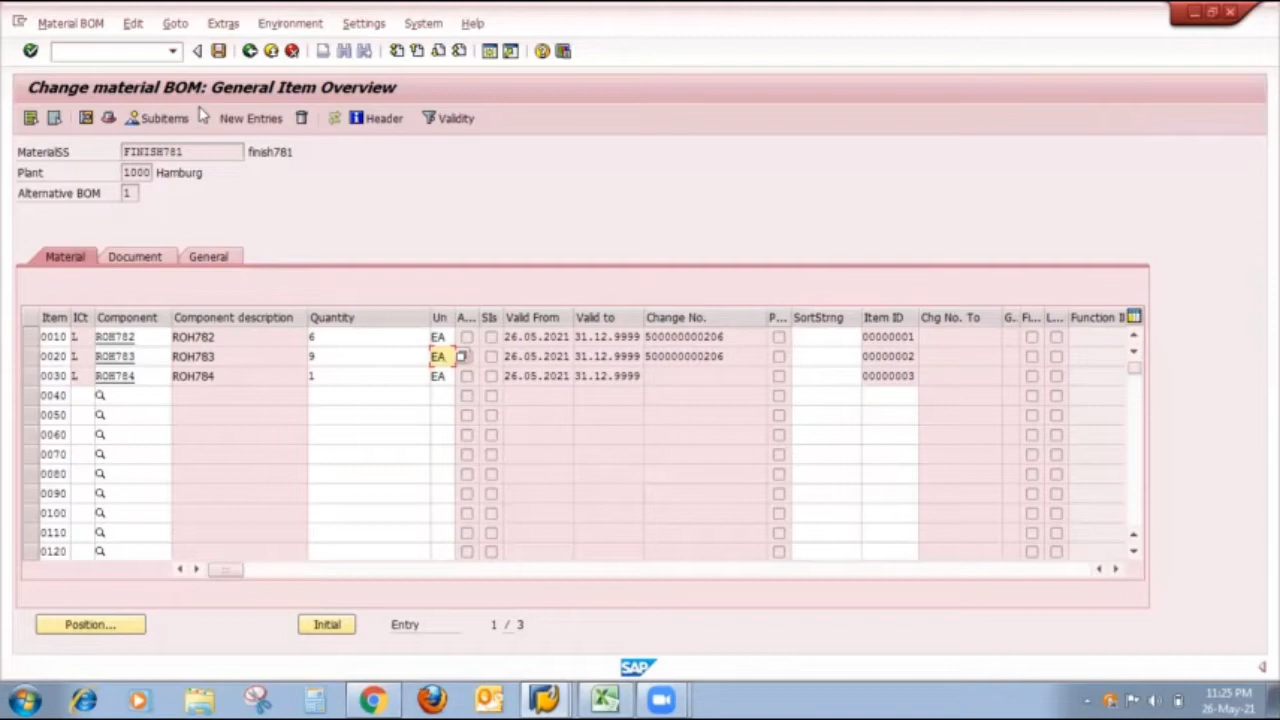 Material BOM Edit Goto Extras Environment Settings System Help
Change material BOM: General Item Overview
Subitems New Entries Header Validity
MaterialSS FINISH781 finish781
Plant 1000 Hamburg
Alternative BOM 1
Material Document General
Item ICt Component Component description Quantity Un A... SIs Valid From Valid to Change No. P... SortStrng Item ID Chg No. To G.. Fi... L... Function
0010 L ROH782 ROH782 6 EA 26.05.2021 31.12.9999 500000000206 00000001
0020 L ROH783 ROH783 9 EA 26.05.2021 31.12.9999 500000000206 00000002
0030 L ROH784 ROH784 1 EA 26.05.2021 31.12.9999 00000003
0040
0050
0060
0070
0080
0090
0100
0110
0120
Position... Initial Entry 1 / 3
SAP
11:25 PM
26-May-21